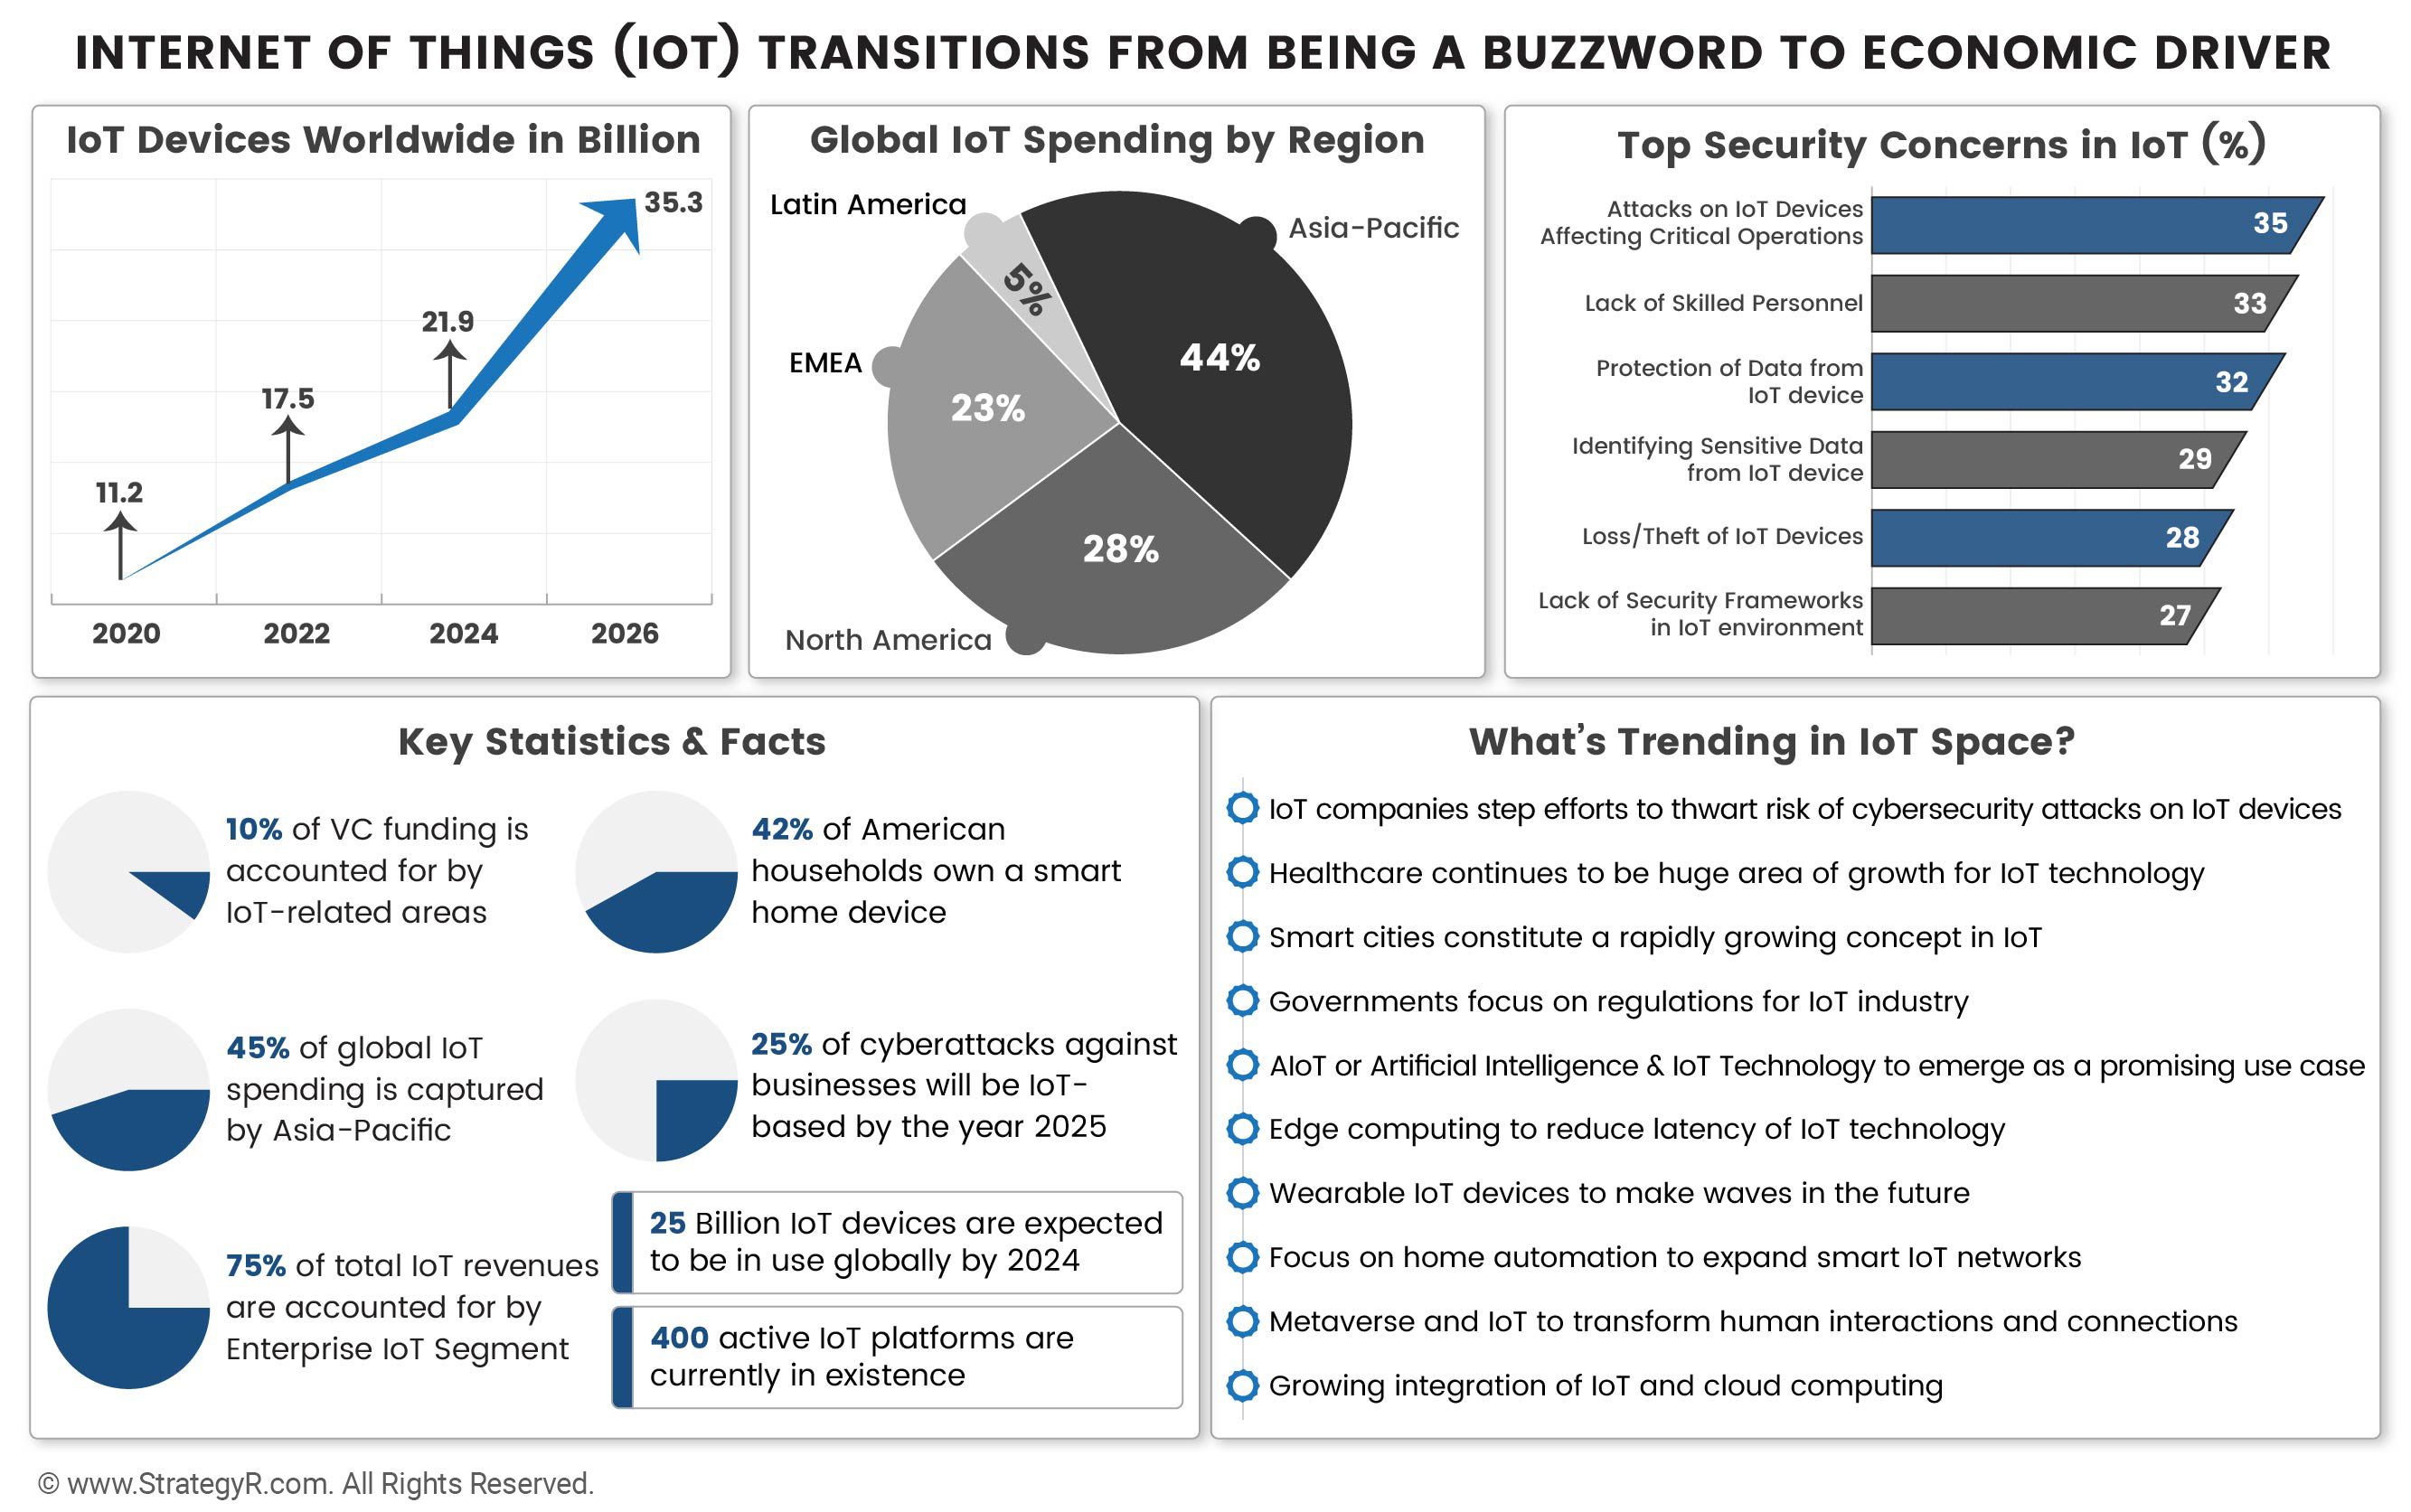 INTERNET OF THINGS (IOT) TRANSITIONS FROM BEING A BUZZWORD TO ECONOMIC DRIVER
IoT Devices Worldwide in Billion
35.3
21.9
17.5
11.2
2020 2022 2024 2026
Global IoT Spending by Region
Latin America
Asia-Pacific
5%
44%
EMEA
23%
28%
North America
Top Security Concerns in IoT (%)
Attacks on IoT Devices
Affecting Critical Operations
35
Lack of Skilled Personnel
33
Protection of Data from
IoT device
32
Identifying Sensitive Data
from IoT device
29
Loss/Theft of IoT Devices
28
Lack of Security Frameworks
in IoT environment
27
Key Statistics & Facts
10% of VC funding is
accounted for by
IoT-related areas
42% of American
households own a smart
home device
45% of global IoT
spending is captured
by Asia-Pacific
25% of cyberattacks against
businesses will be IoT-
based by the year 2025
75% of total IoT revenues
are accounted for by
Enterprise IoT Segment
25 Billion IoT devices are expected
to be in use globally by 2024
400 active IoT platforms are
currently in existence
What's Trending in IoT Space?
IoT companies step efforts to thwart risk of cybersecurity attacks on IoT devices
Healthcare continues to be huge area of growth for IoT technology
Smart cities constitute a rapidly growing concept in IoT
Governments focus on regulations for IoT industry
AIoT or Artificial Intelligence & IoT Technology to emerge as a promising use case
Edge computing to reduce latency of IoT technology
Wearable IoT devices to make waves in the future
Focus on home automation to expand smart IoT networks
Metaverse and IoT to transform human interactions and connections
Growing integration of IoT and cloud computing
© www.StrategyR.com. All Rights Reserved.